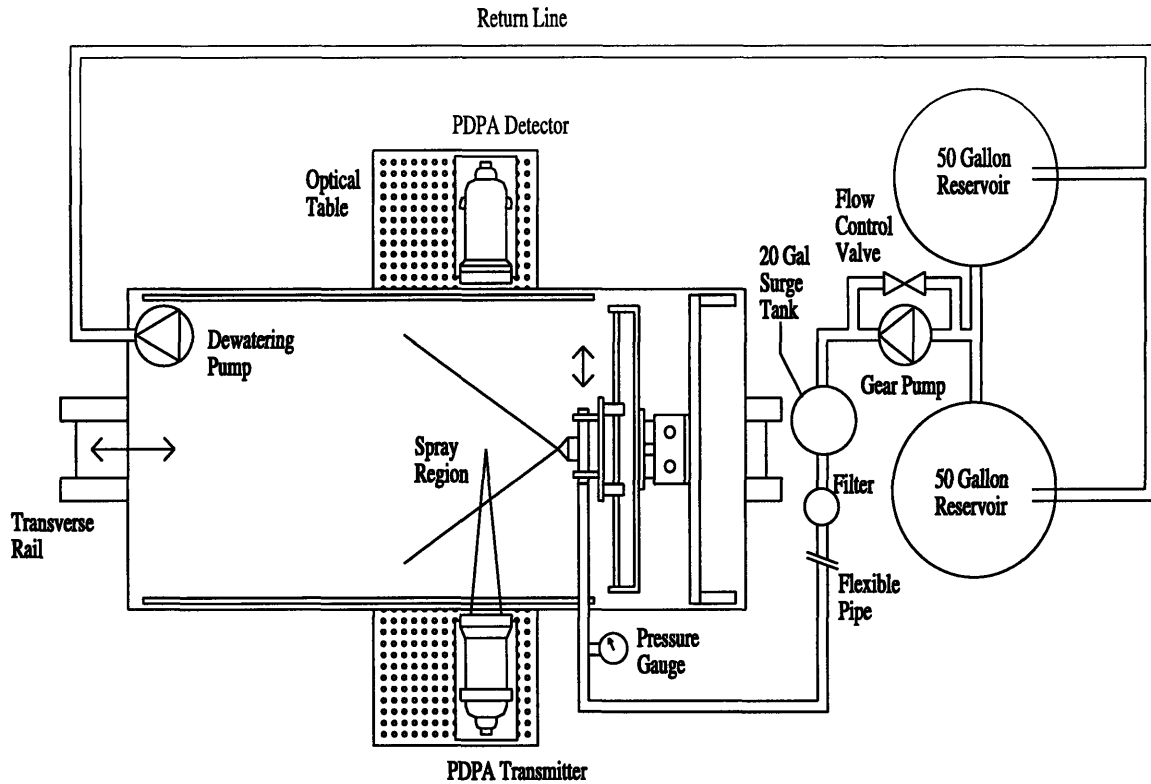 Return Line
PDPA Detector
Optical
Table
50 Gallon
Reservoir
Flow
Control
Valve
20 Gal
Surge
Tank
Dewatering
Pump
Gear Pump
Spray
Region
Filter
50 Gallon
Reservoir
Transverse
Rail
Flexible
Pipe
Pressure
Gauge
PDPA Transmitter